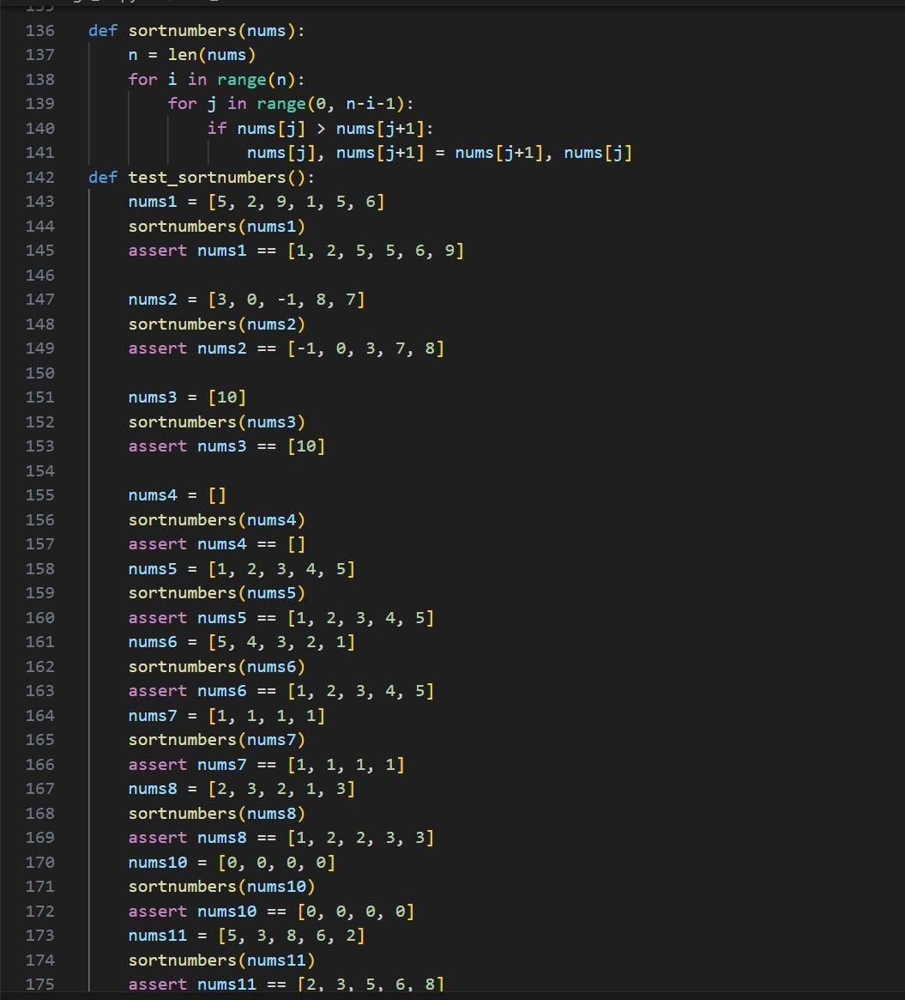 136 def sortnumbers(nums):
137     n = len(nums)
138     for i in range(n):
139         for j in range(0, n-i-1):
140             if nums[j] > nums[j+1]:
141                 nums[j], nums[j+1] = nums[j+1], nums[j]
142 def test_sortnumbers():
143     nums1 = [5, 2, 9, 1, 5, 6]
144     sortnumbers(nums1)
145     assert nums1 == [1, 2, 5, 5, 6, 9]
146
147     nums2 = [3, 0, -1, 8, 7]
148     sortnumbers(nums2)
149     assert nums2 == [-1, 0, 3, 7, 8]
150
151     nums3 = [10]
152     sortnumbers(nums3)
153     assert nums3 == [10]
154
155     nums4 = []
156     sortnumbers(nums4)
157     assert nums4 == []
158     nums5 = [1, 2, 3, 4, 5]
159     sortnumbers(nums5)
160     assert nums5 == [1, 2, 3, 4, 5]
161     nums6 = [5, 4, 3, 2, 1]
162     sortnumbers(nums6)
163     assert nums6 == [1, 2, 3, 4, 5]
164     nums7 = [1, 1, 1, 1]
165     sortnumbers(nums7)
166     assert nums7 == [1, 1, 1, 1]
167     nums8 = [2, 3, 2, 1, 3]
168     sortnumbers(nums8)
169     assert nums8 == [1, 2, 2, 3, 3]
170     nums10 = [0, 0, 0, 0]
171     sortnumbers(nums10)
172     assert nums10 == [0, 0, 0, 0]
173     nums11 = [5, 3, 8, 6, 2]
174     sortnumbers(nums11)
175     assert nums11 == [2, 3, 5, 6, 8]